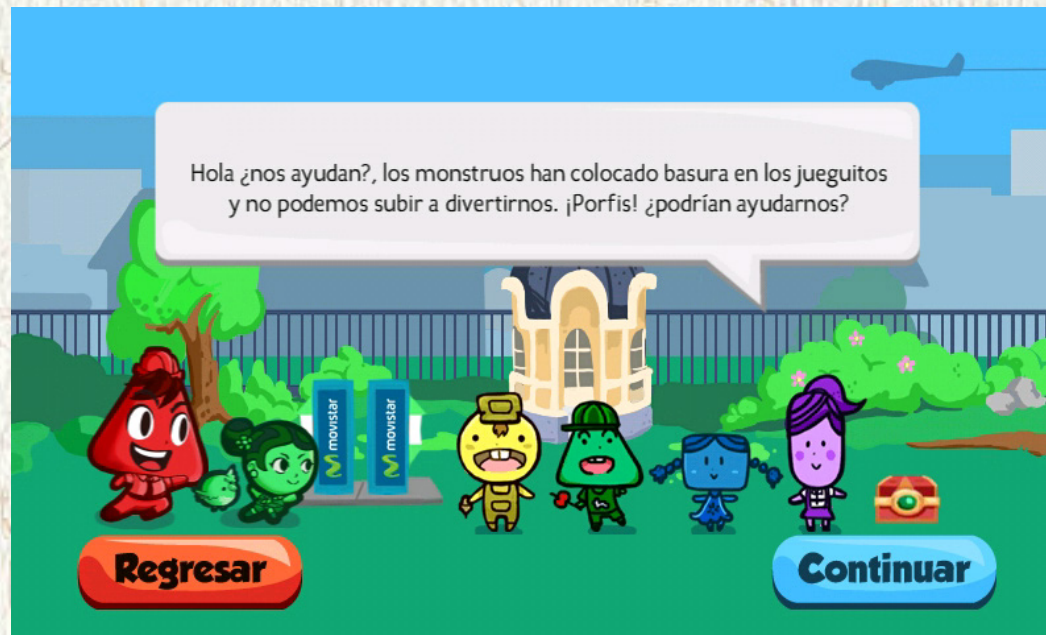 Hola ¿nos ayudan?, los monstruos han colocado basura en los jueguitos
y no podemos subir a divertirnos. ¡Porfis! ¿podrían ayudarnos?
movistar
movistar
Regresar
Continuar